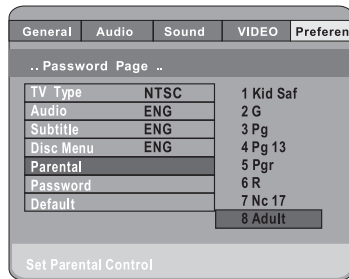 General Audio Sound VIDEO Preferen
.. Password Page ..
TV Type NTSC 1 Kid Saf
Audio ENG 2 G
Subtitle ENG 3 Pg
Disc Menu ENG 4 Pg 13
Parental 5 Pgr
Password 6 R
Default 7 Nc 17
8 Adult
Set Parental Control